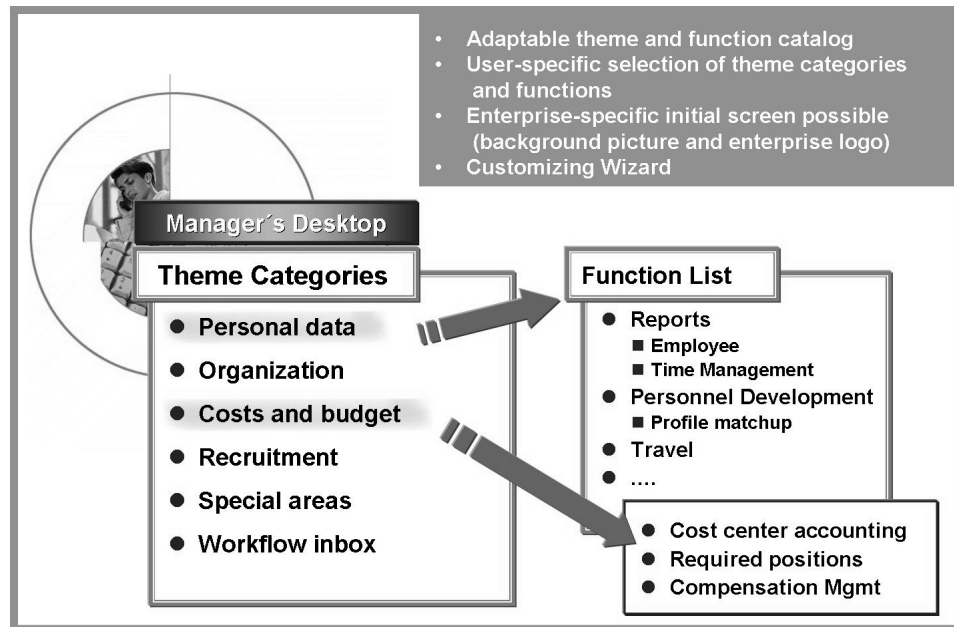 • Adaptable theme and function catalog
• User-specific selection of theme categories
and functions
• Enterprise-specific initial screen possible
(background picture and enterprise logo)
• Customizing Wizard
Manager´s Desktop
Theme Categories
● Personal data
● Organization
● Costs and budget
● Recruitment
● Special areas
● Workflow inbox
Function List
● Reports
■ Employee
■ Time Management
● Personnel Development
■ Profile matchup
● Travel
● ....
● Cost center accounting
● Required positions
● Compensation Mgmt